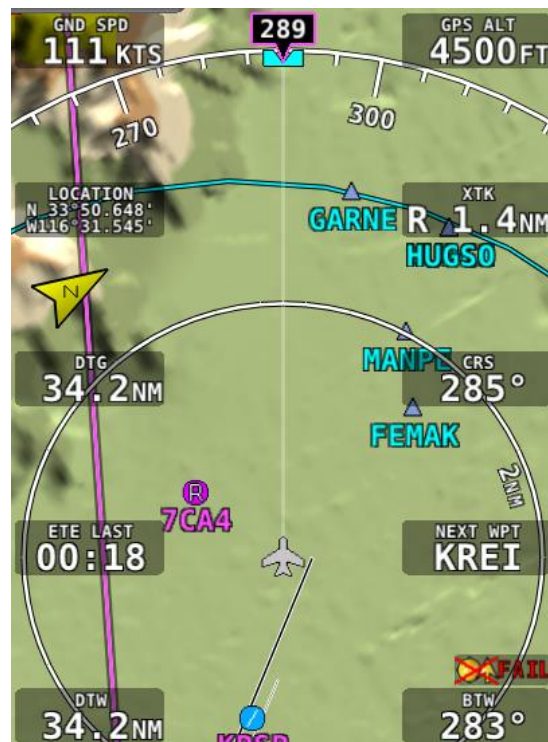 GND SPD
111 KTS
289
GPS ALT
4500FT
270
300
LOCATION
N 33°50.648'
W116°31.545'
XTK
R 1.4NM
GARNE
HUGSO
N
MANPE
DTG
34.2NM
CRS
285°
FEMAK
2NM
R
7CA4
ETE LAST
00:18
NEXT WPT
KREI
FAIL
DTW
34.2NM
BTW
283°